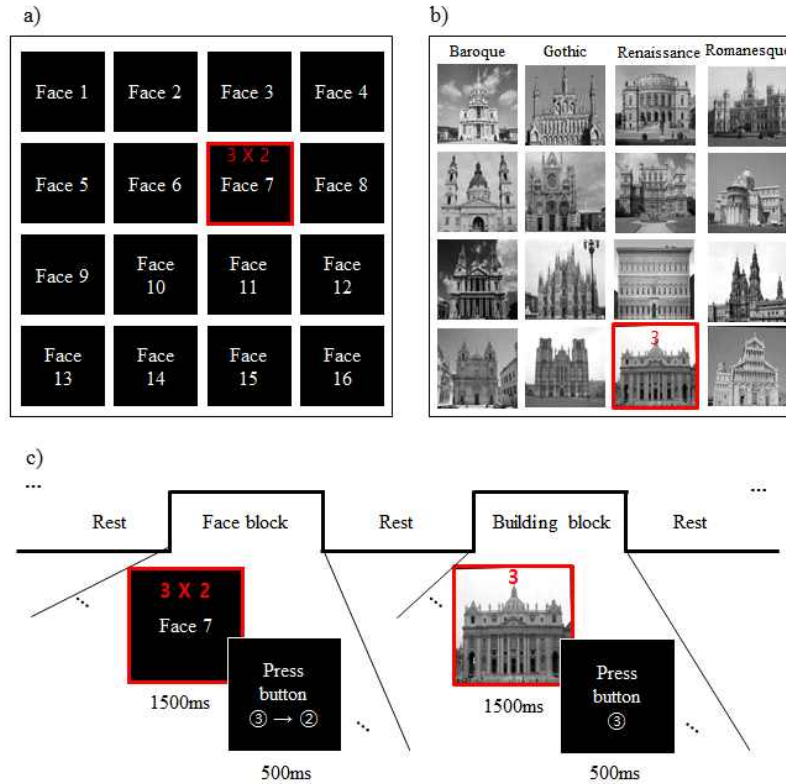 a)
Face 1 Face 2 Face 3 Face 4
3 X 2
Face 5 Face 6 Face 7 Face 8
Face 9 Face 10 Face 11 Face 12
Face 13 Face 14 Face 15 Face 16
b)
Baroque Gothic Renaissance Romanesque
3
c)
... ...
Rest Face block Rest Building block Rest
3 X 2
Face 7
...
Press
button
③ → ②
1500ms
...
500ms
3
...
Press
button
③
1500ms
...
500ms